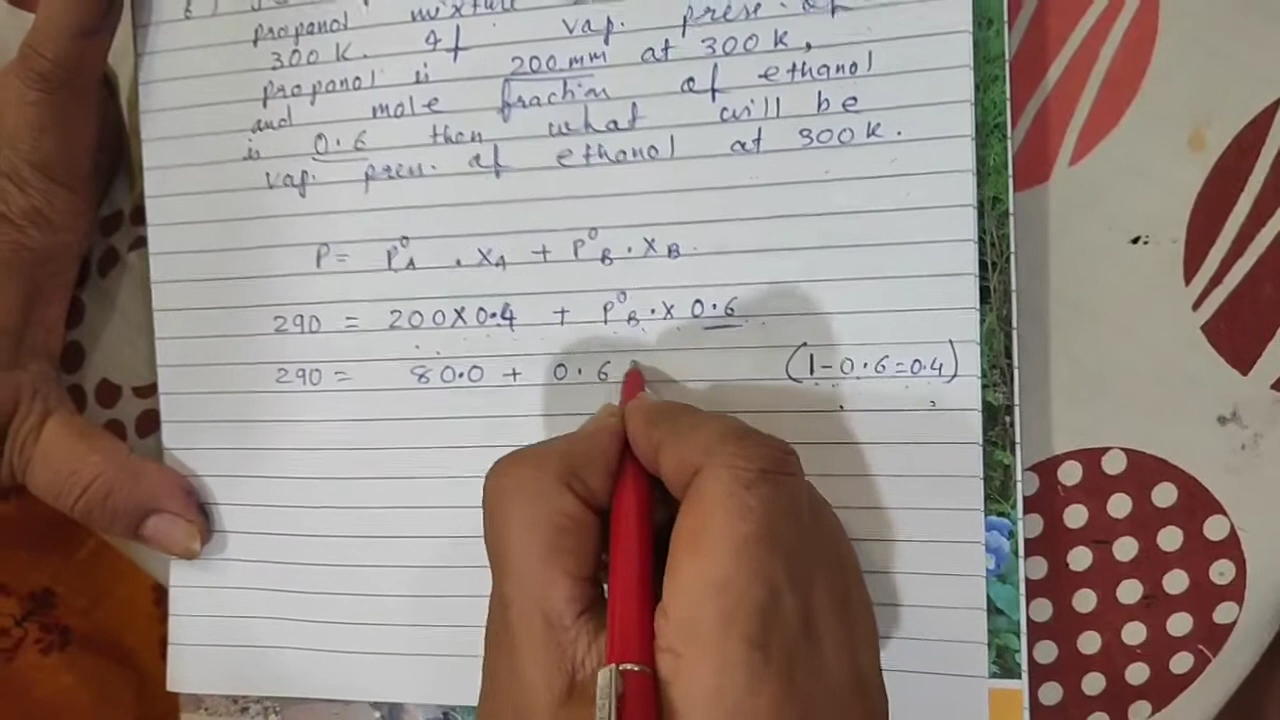 propanol mixture
300 K. If vap. press. of
propanol is 200 mm at 300 K,
and mole fraction of ethanol
is 0.6 then what will be
vap. pres. of ethanol at 300 K.
P = P°A . XA + P°B . XB.
290 = 200 X 0.4 + P°B . X 0.6
290 = 80.0 + 0.6 (1-0.6=0.4)